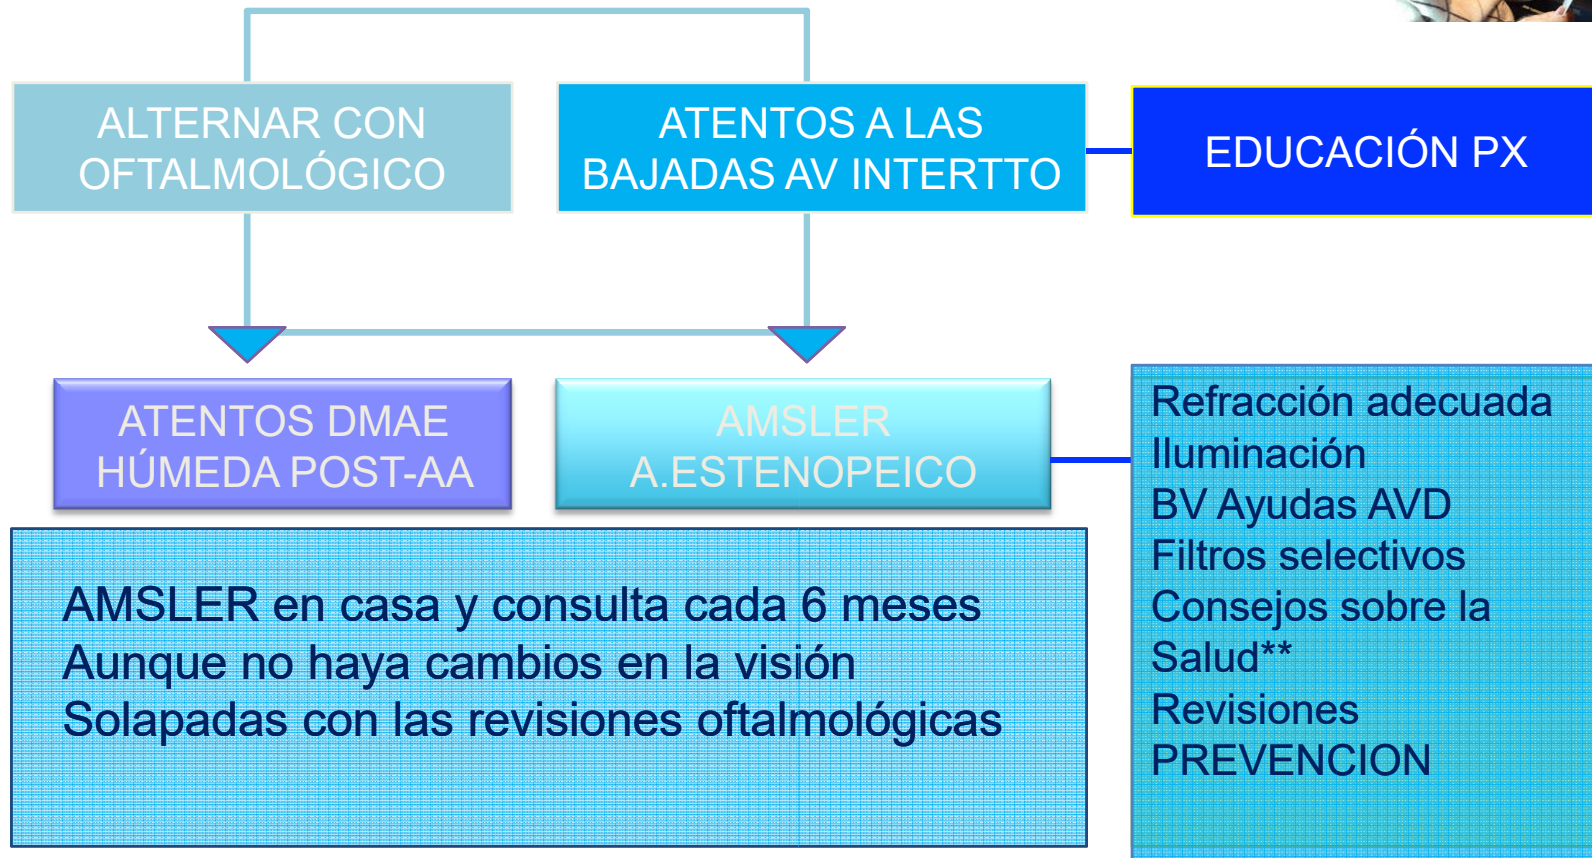 ALTERNAR CON
OFTALMOLÓGICO
ATENTOS A LAS
BAJADAS AV INTERTTO
EDUCACIÓN PX
ATENTOS DMAE
HÚMEDA POST-AA
AMSLER
A.ESTENOPEICO
Refracción adecuada
Iluminación
BV Ayudas AVD
Filtros selectivos
Consejos sobre la
Salud**
Revisiones
PREVENCION
AMSLER en casa y consulta cada 6 meses
Aunque no haya cambios en la visión
Solapadas con las revisiones oftalmológicas